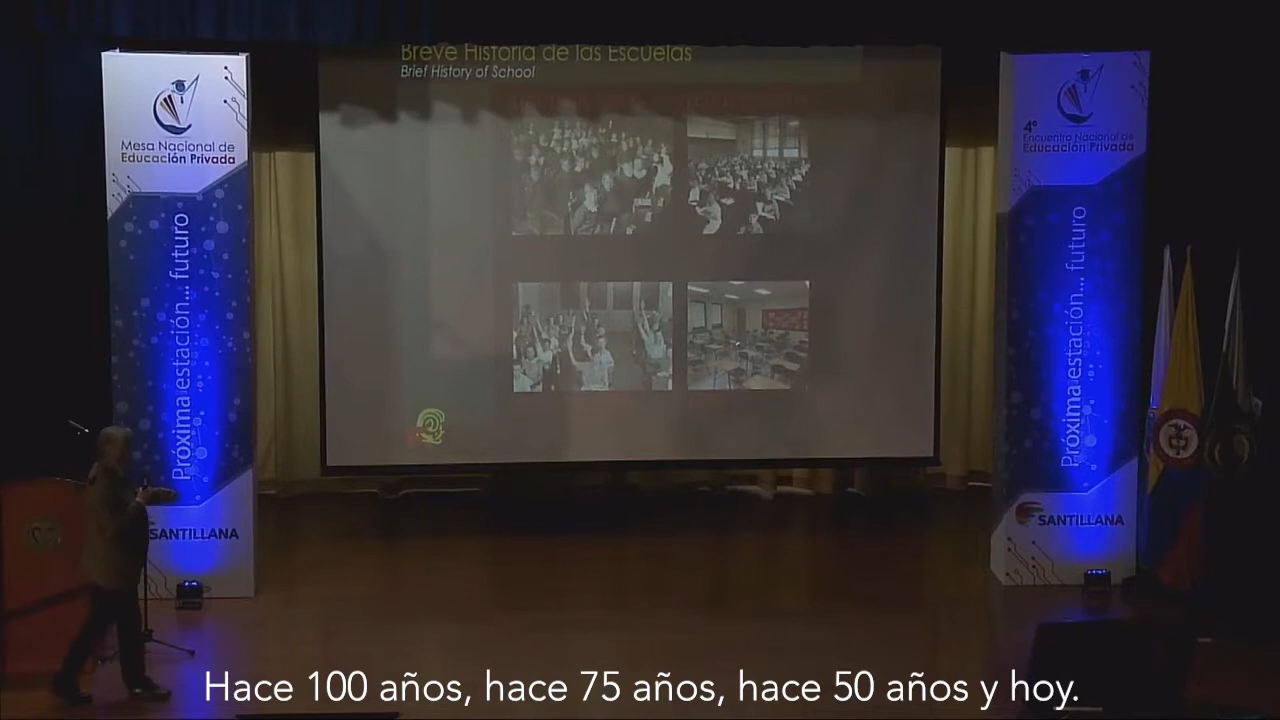 Breve Historia de las Escuelas
Brief History of School
Mesa Nacional de
Educación Privada
Próxima estación... futuro
SANTILLANA
4º
Encuentro Nacional de
Educación Privada
Próxima estación... futuro
SANTILLANA
Hace 100 años, hace 75 años, hace 50 años y hoy.